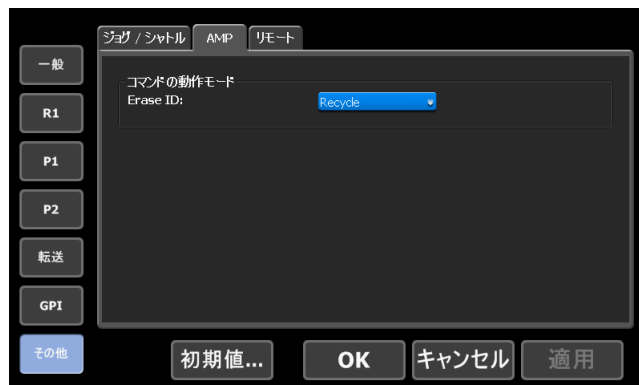 ジョグ / シャトル AMP リモート
一般
コマンドの動作モード
Erase ID: Recycle
R1
P1
P2
転送
GPI
その他
初期値... OK キャンセル 適用